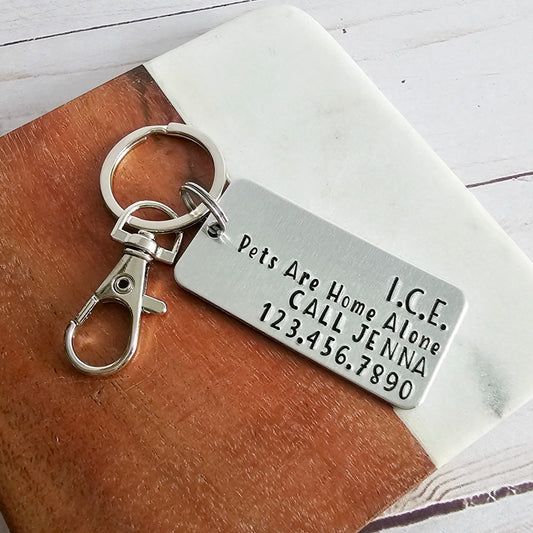 I.C.E.
Pets Are Home Alone
CALL JENNA
123.456.7890